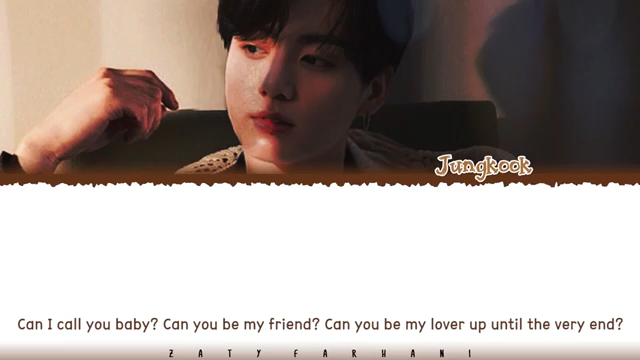 Jungkook
Can I call you baby? Can you be my friend? Can you be my lover up until the very end?
ZATY FARHANI